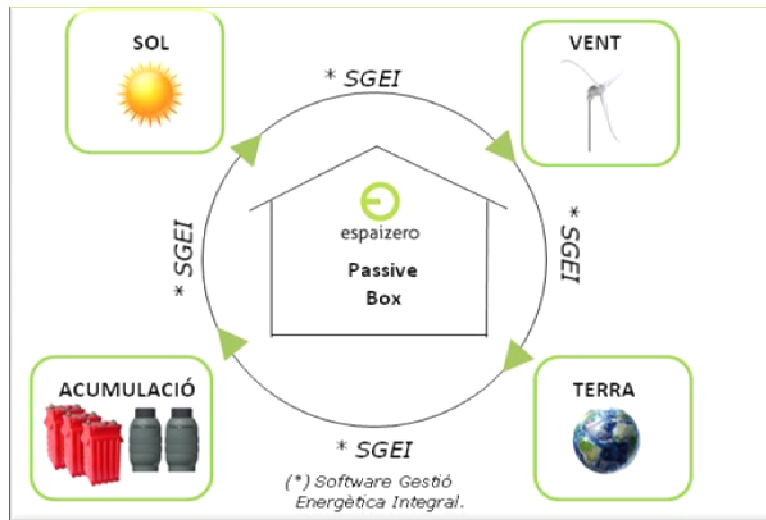 SOL
VENT
* SGEI
* SGEI
* SGEI
espaizero
Passive
Box
ACUMULACIÓ
TERRA
* SGEI
(*) Software Gestió
Energètica Integral.